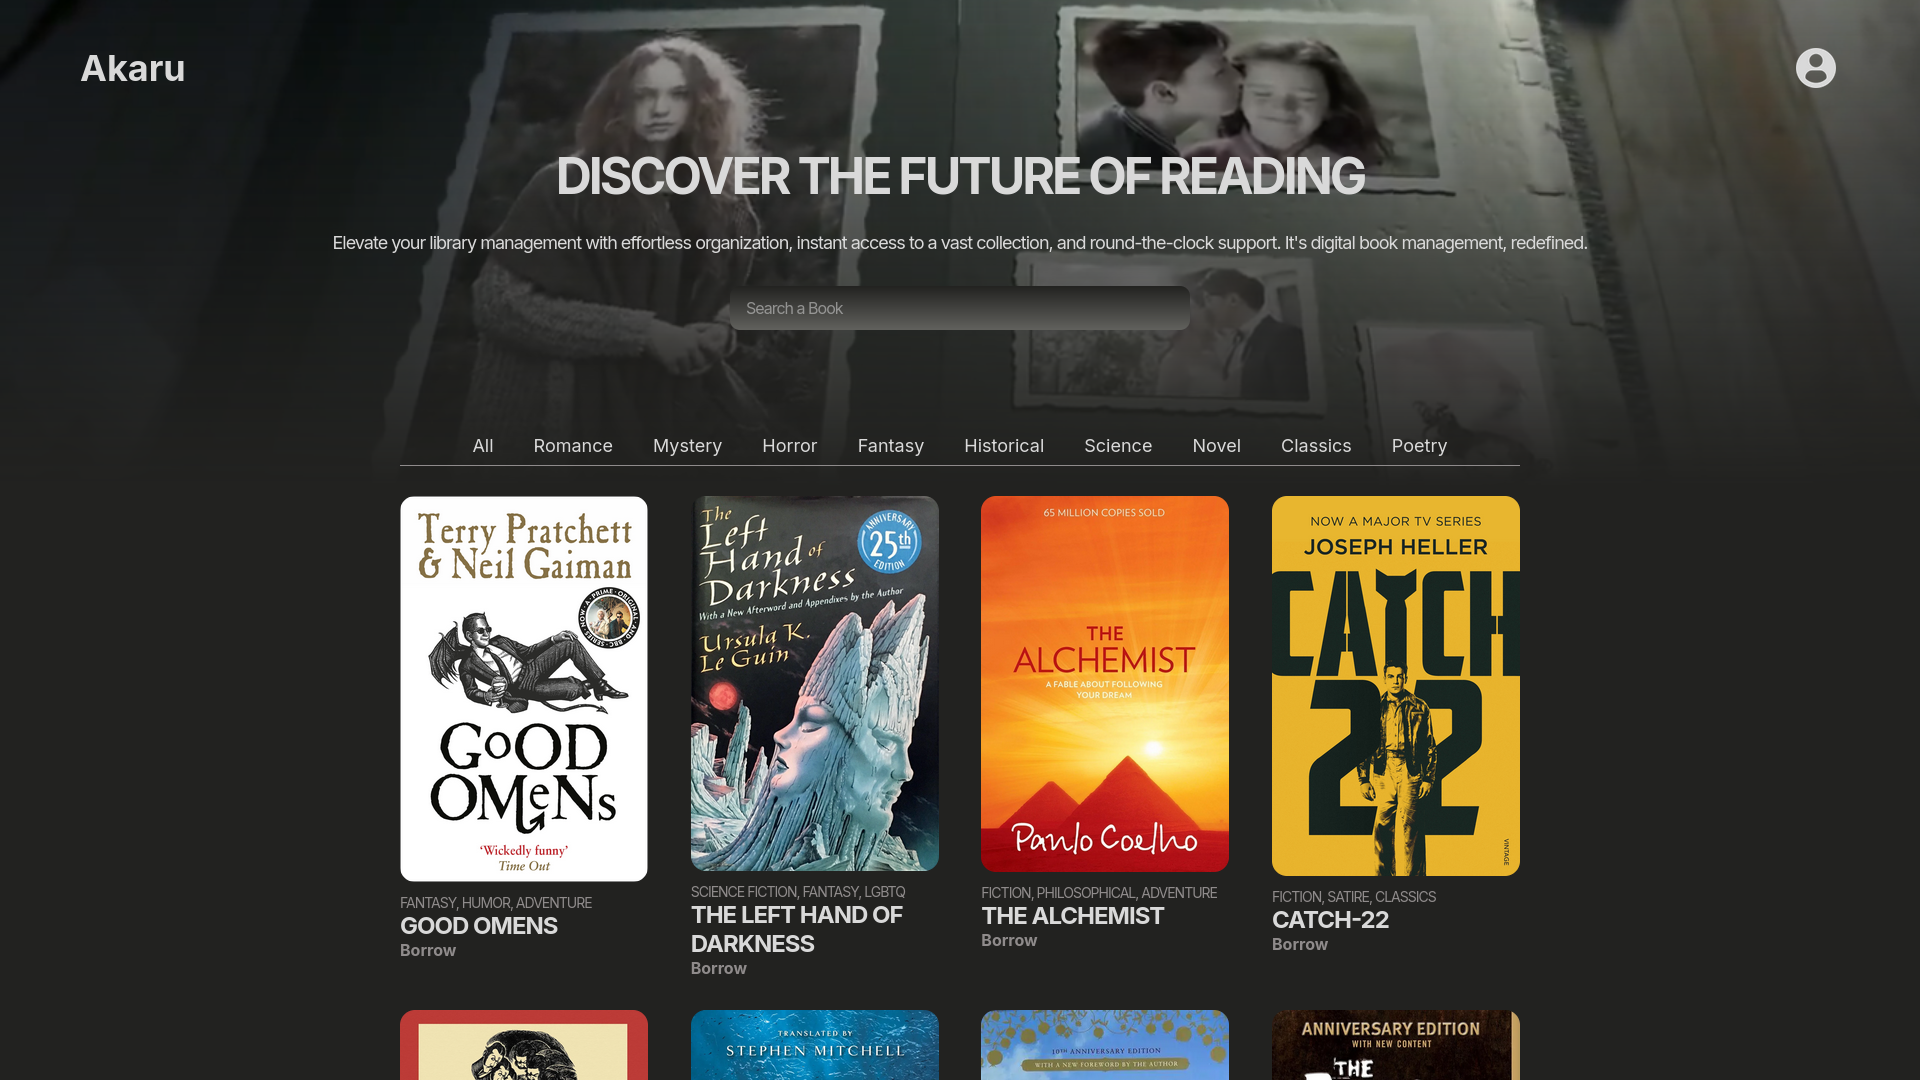 Akaru
DISCOVER THE FUTURE OF READING
Elevate your library management with effortless organization, instant access to a vast collection, and round-the-clock support. It's digital book management, redefined.
Search a Book
All Romance Mystery Horror Fantasy Historical Science Novel Classics Poetry
Terry Pratchett
& Neil Gaiman
NOW A PRIME ORIGINAL AND BBC SERIES
GOOD
OMENS
'Wickedly funny'
Time Out
FANTASY, HUMOR, ADVENTURE
GOOD OMENS
Borrow
The
Left
Hand of
Darkness
ANNIVERSARY
25th
EDITION
With a New Afterword and Appendixes by the Author
Ursula K.
Le Guin
SCIENCE FICTION, FANTASY, LGBTQ
THE LEFT HAND OF
DARKNESS
Borrow
65 MILLION COPIES SOLD
THE
ALCHEMIST
A FABLE ABOUT FOLLOWING
YOUR DREAM
Paulo Coelho
FICTION, PHILOSOPHICAL, ADVENTURE
THE ALCHEMIST
Borrow
NOW A MAJOR TV SERIES
JOSEPH HELLER
CATCH
22
VINTAGE
FICTION, SATIRE, CLASSICS
CATCH-22
Borrow
TRANSLATED BY
STEPHEN MITCHELL
10TH ANNIVERSARY EDITION
WITH A NEW FOREWORD BY THE AUTHOR
ANNIVERSARY EDITION
WITH NEW CONTENT
THE